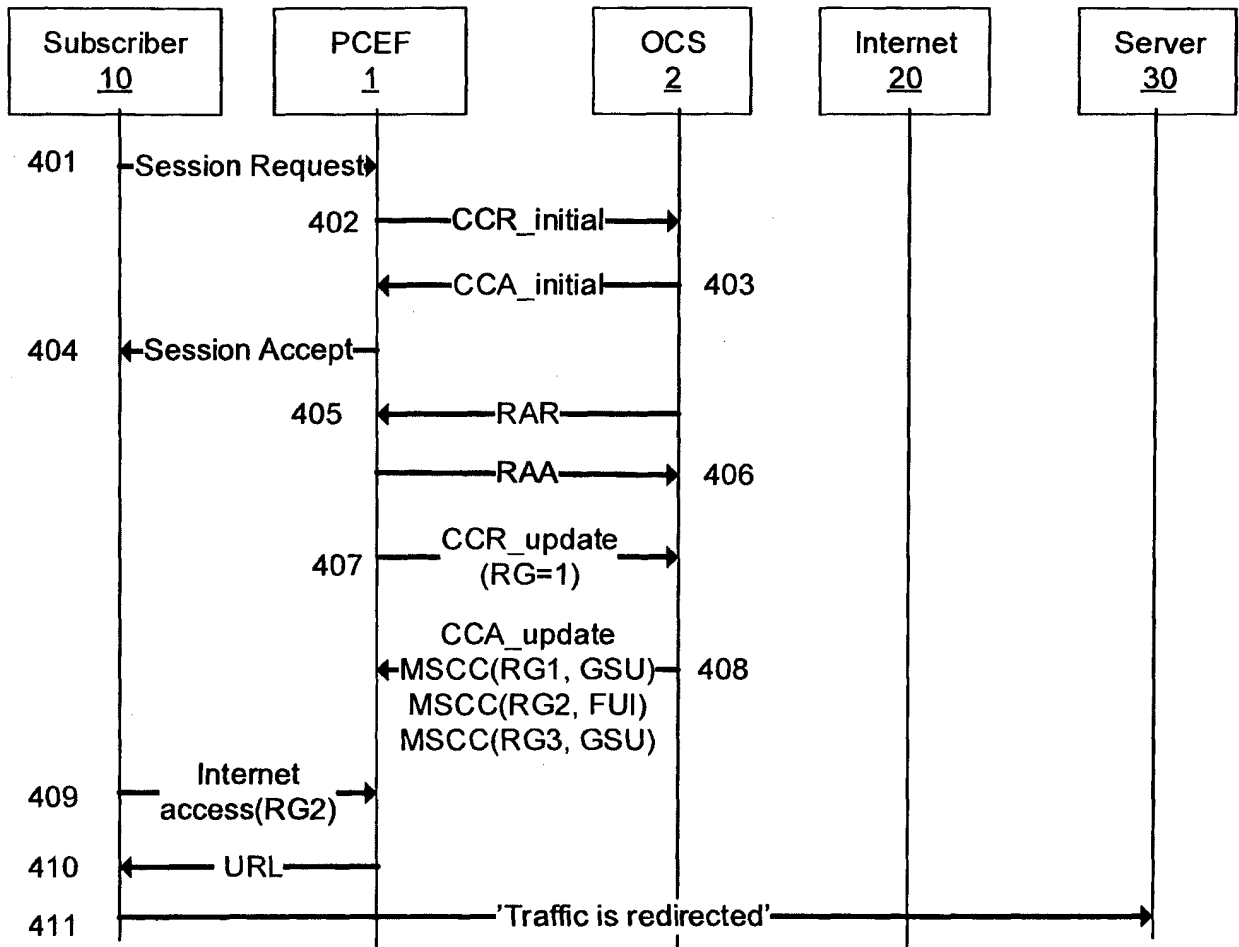 Subscriber
10
PCEF
1
OCS
2
Internet
20
Server
30
401
Session Request
402
CCR_initial
CCA_initial
403
404
Session Accept
405
RAR
RAA
406
407
CCR_update
(RG=1)
CCA_update
MSCC(RG1, GSU)
MSCC(RG2, FUI)
MSCC(RG3, GSU)
408
409
Internet
access(RG2)
410
URL
411
'Traffic is redirected'